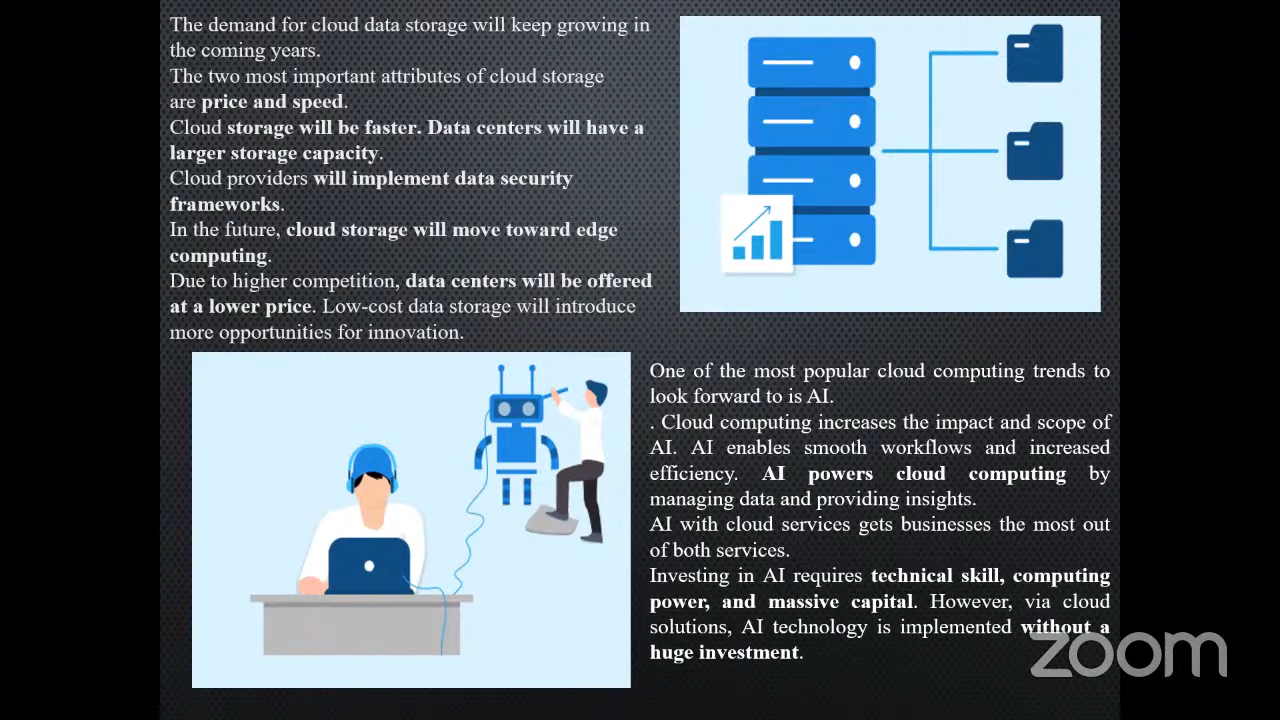 The demand for cloud data storage will keep growing in
the coming years.
The two most important attributes of cloud storage
are price and speed.
Cloud storage will be faster. Data centers will have a
larger storage capacity.
Cloud providers will implement data security
frameworks.
In the future, cloud storage will move toward edge
computing.
Due to higher competition, data centers will be offered
at a lower price. Low-cost data storage will introduce
more opportunities for innovation.
One of the most popular cloud computing trends to
look forward to is AI.
. Cloud computing increases the impact and scope of
AI. AI enables smooth workflows and increased
efficiency. AI powers cloud computing by
managing data and providing insights.
AI with cloud services gets businesses the most out
of both services.
Investing in AI requires technical skill, computing
power, and massive capital. However, via cloud
solutions, AI technology is implemented without a
huge investment.
zoom